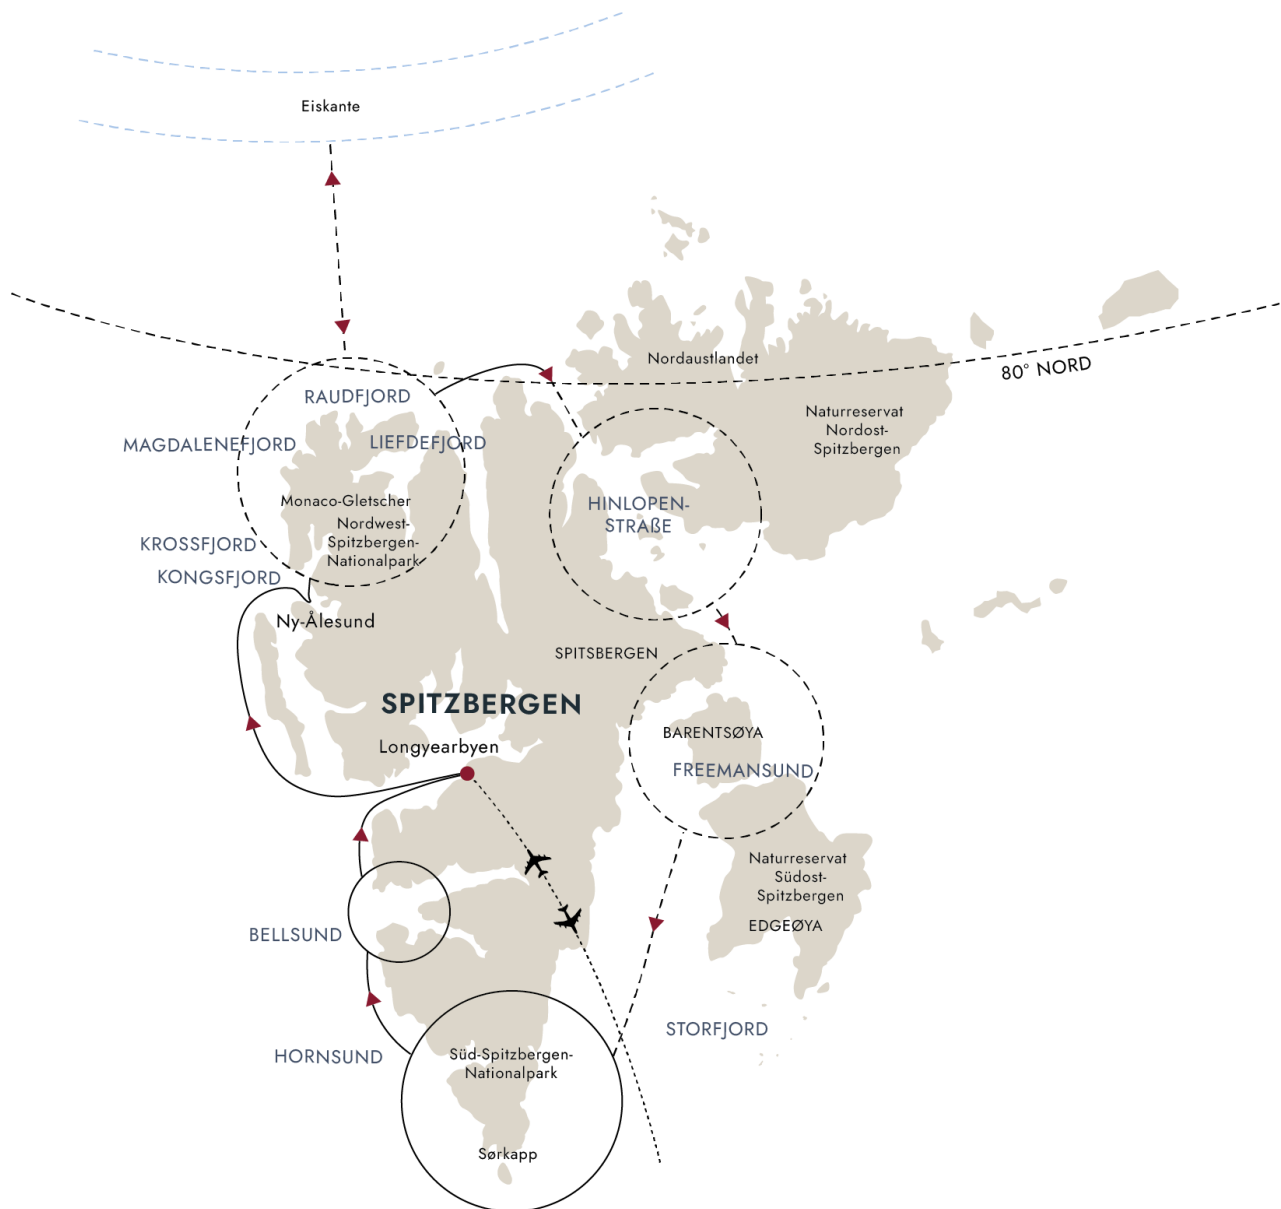 Eiskante
Nordaustlandet
80° NORD
RAUDFJORD
MAGDALENEFJORD
LIEFDEFJORD
Naturreservat
Nordost-
Spitzbergen
Monaco-Gletscher
Nordwest-
Spitzbergen-
Nationalpark
HINLOPEN-
STRAßE
KROSSFJORD
KONGSFJORD
Ny-Ålesund
SPITSBERGEN
SPITZBERGEN
Longyearbyen
BARENTSØYA
FREEMANSUND
Naturreservat
Südost-
Spitzbergen
EDGEØYA
BELLSUND
STORFJORD
HORNSUND
Süd-Spitzbergen-
Nationalpark
Sørkapp